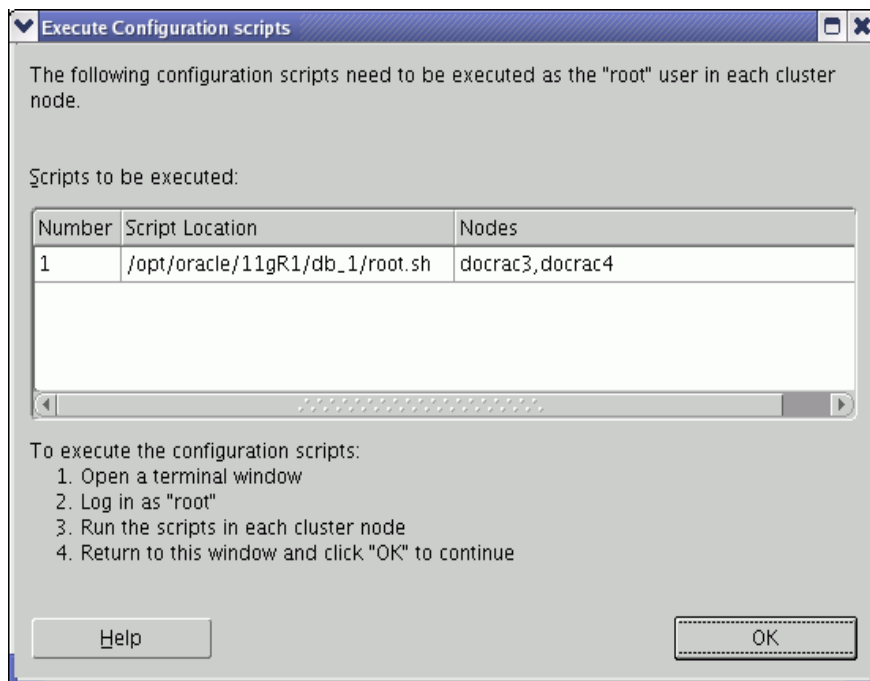 Execute Configuration scripts
The following configuration scripts need to be executed as the "root" user in each cluster
node.
Scripts to be executed:
Number Script Location Nodes
1 /opt/oracle/11gR1/db_1/root.sh docrac3,docrac4
To execute the configuration scripts:
1. Open a terminal window
2. Log in as "root"
3. Run the scripts in each cluster node
4. Return to this window and click "OK" to continue
Help OK